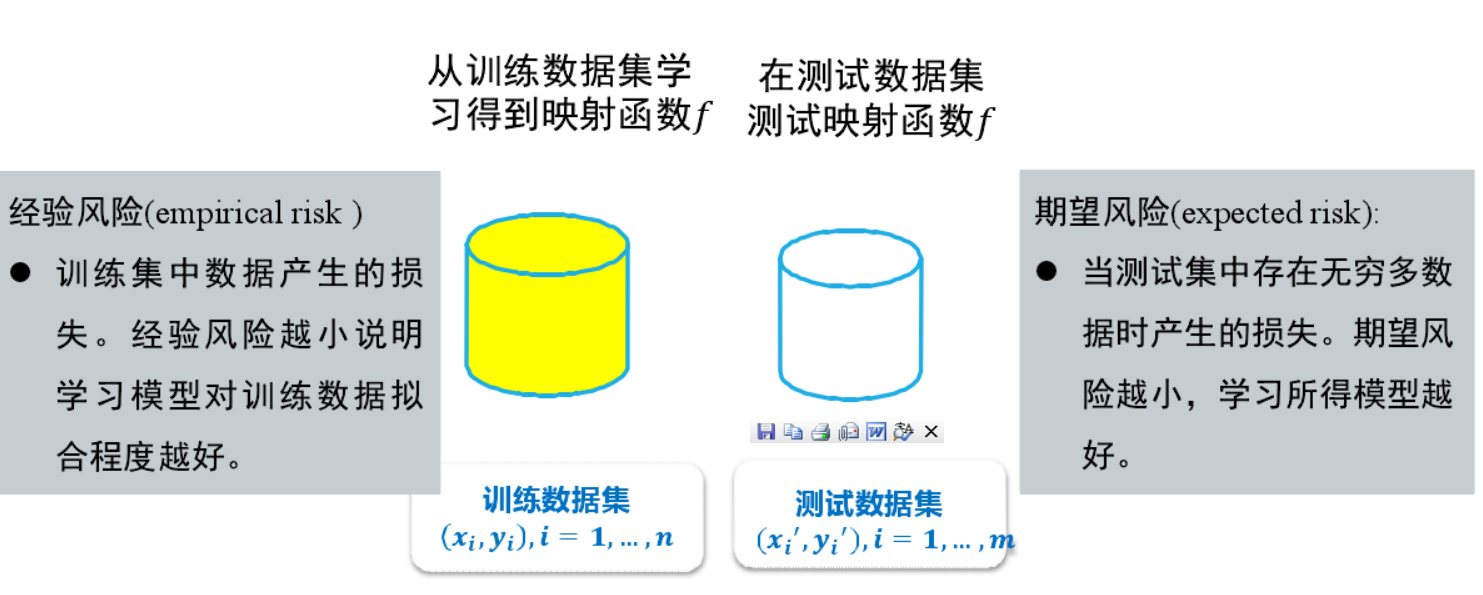 从训练数据集学
习得到映射函数f
在测试数据集
测试映射函数f
经验风险(empirical risk )
● 训练集中数据产生的损
失。经验风险越小说明
学习模型对训练数据拟
合程度越好。
期望风险(expected risk):
● 当测试集中存在无穷多数
据时产生的损失。期望风
险越小，学习所得模型越
好。
训练数据集
(xᵢ, yᵢ), i = 1, … , n
测试数据集
(xᵢ′, yᵢ′), i = 1, … , m